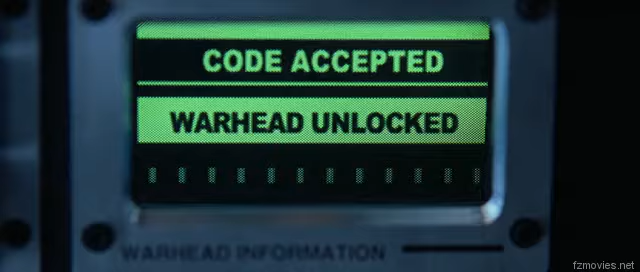 CODE ACCEPTED
WARHEAD UNLOCKED
WARHEAD INFORMATION
fzmovies.net